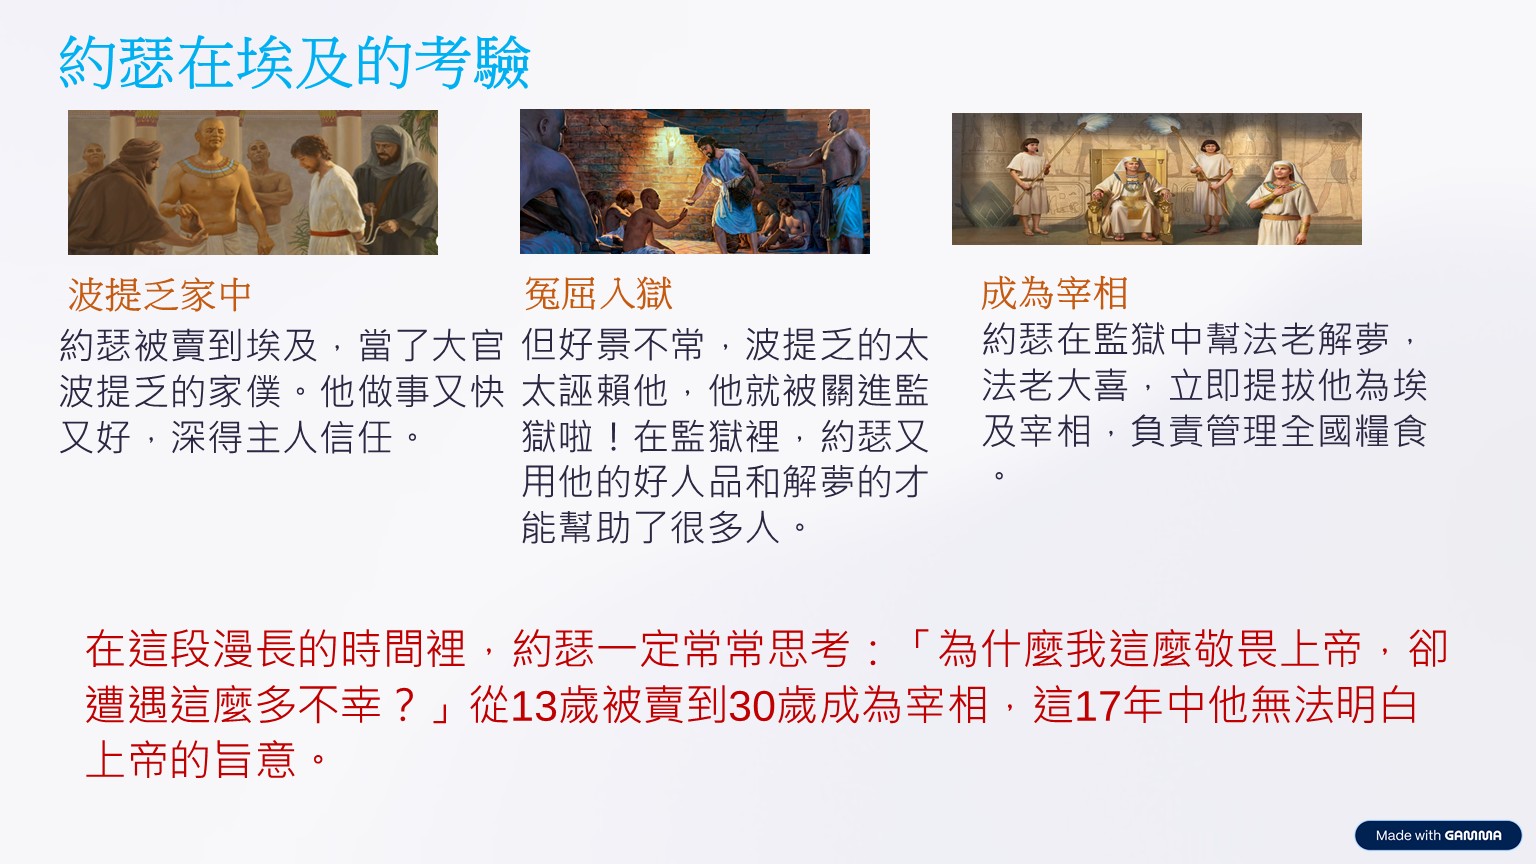 約瑟在埃及的考驗
波提乏家中
約瑟被賣到埃及，當了大官
波提乏的家僕。他做事又快
又好，深得主人信任。
冤屈入獄
但好景不常，波提乏的太
太誣賴他，他就被關進監
獄啦！在監獄裡，約瑟又
用他的好人品和解夢的才
能幫助了很多人。
成為宰相
約瑟在監獄中幫法老解夢，
法老大喜，立即提拔他為埃
及宰相，負責管理全國糧食
。
在這段漫長的時間裡，約瑟一定常常思考：「為什麼我這麼敬畏上帝，卻
遭遇這麼多不幸？」從13歲被賣到30歲成為宰相，這17年中他無法明白
上帝的旨意。
Made with GAMMA